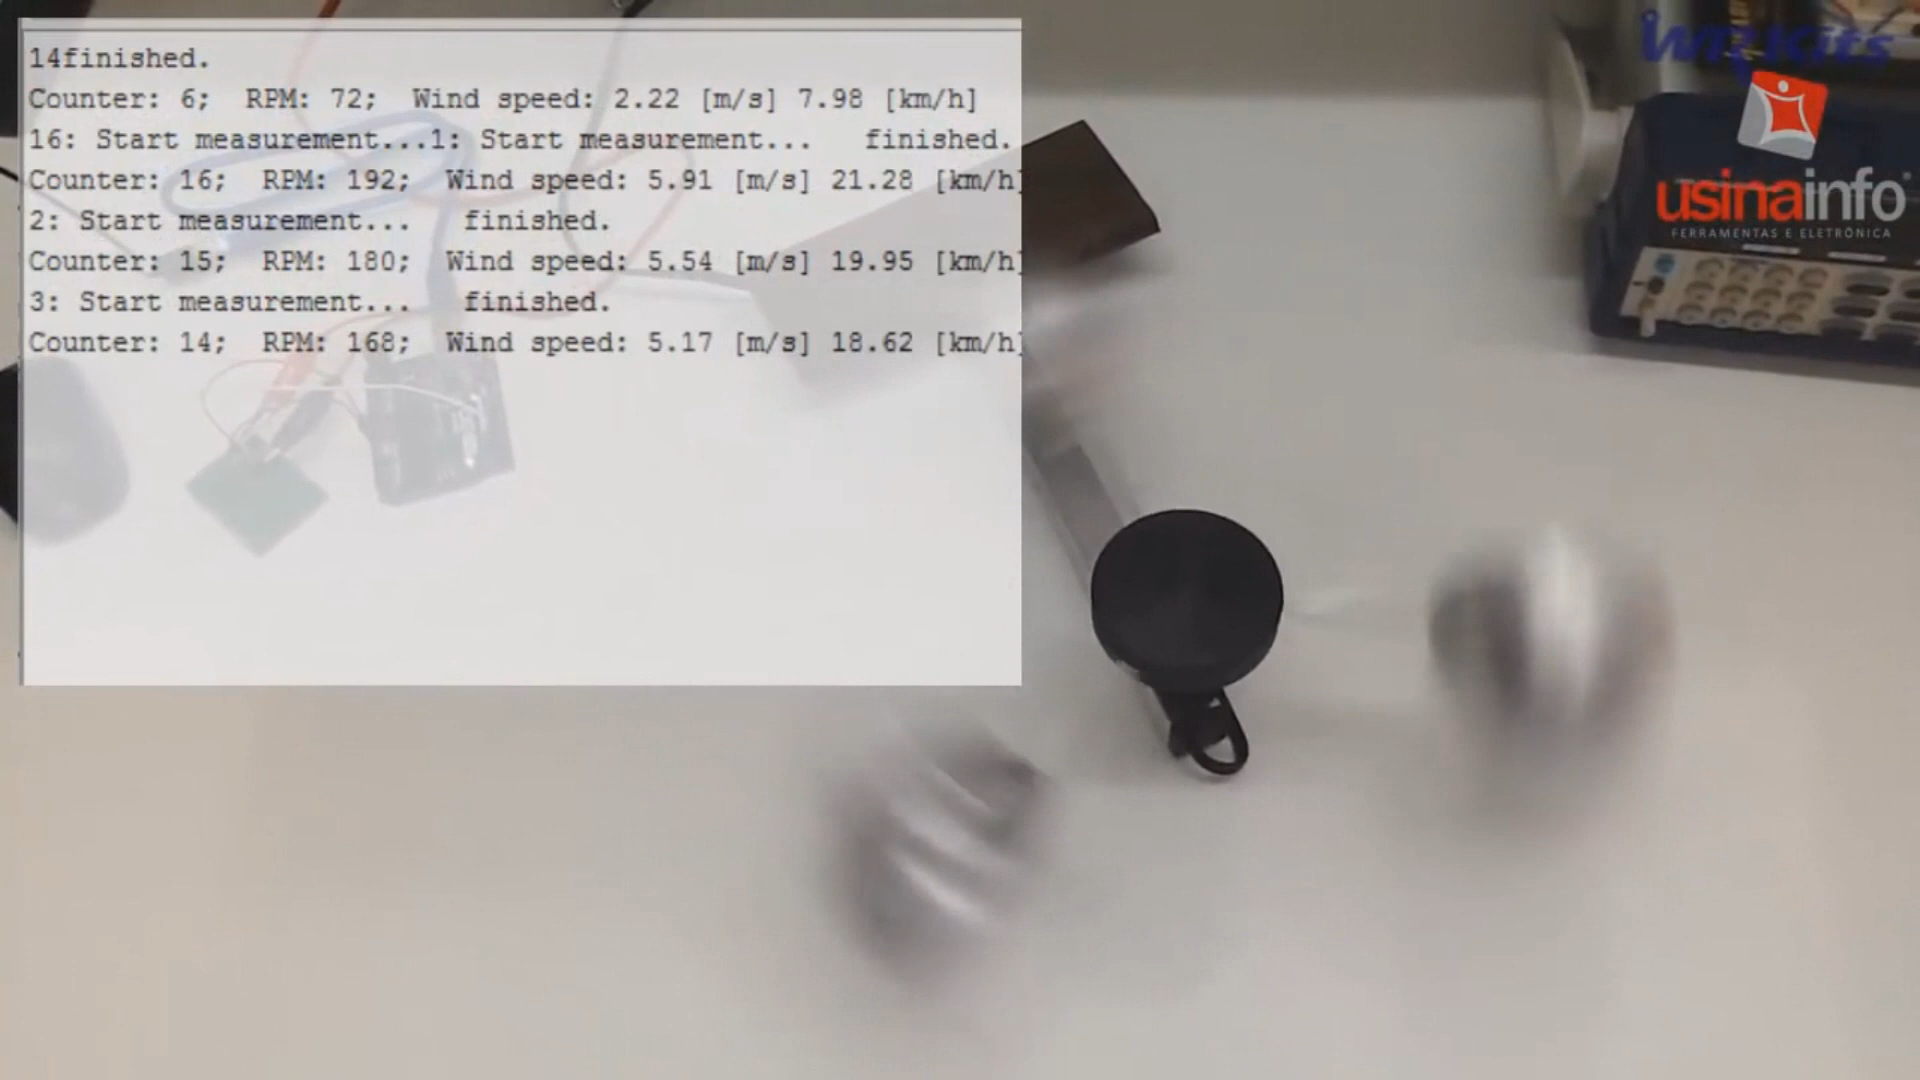 14finished.
Counter: 6;  RPM: 72;  Wind speed: 2.22 [m/s] 7.98 [km/h]
16: Start measurement...1: Start measurement...   finished.
Counter: 16;  RPM: 192;  Wind speed: 5.91 [m/s] 21.28 [km/h]
2: Start measurement...   finished.
Counter: 15;  RPM: 180;  Wind speed: 5.54 [m/s] 19.95 [km/h]
3: Start measurement...   finished.
Counter: 14;  RPM: 168;  Wind speed: 5.17 [m/s] 18.62 [km/h]
WR Kits
usinainfo®
FERRAMENTAS E ELETRÔNICA